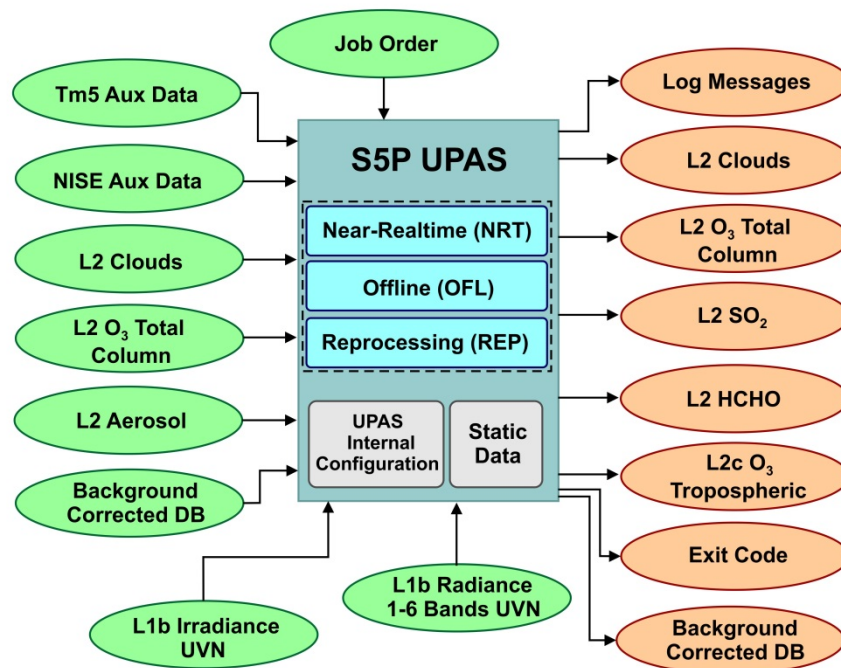 Job Order
Tm5 Aux Data
NISE Aux Data
L2 Clouds
L2 O₃ Total
Column
L2 Aerosol
Background
Corrected DB
L1b Irradiance
UVN
L1b Radiance
1-6 Bands UVN
S5P UPAS
Near-Realtime (NRT)
Offline (OFL)
Reprocessing (REP)
UPAS
Internal
Configuration
Static
Data
Log Messages
L2 Clouds
L2 O₃ Total
Column
L2 SO₂
L2 HCHO
L2c O₃
Tropospheric
Exit Code
Background
Corrected DB